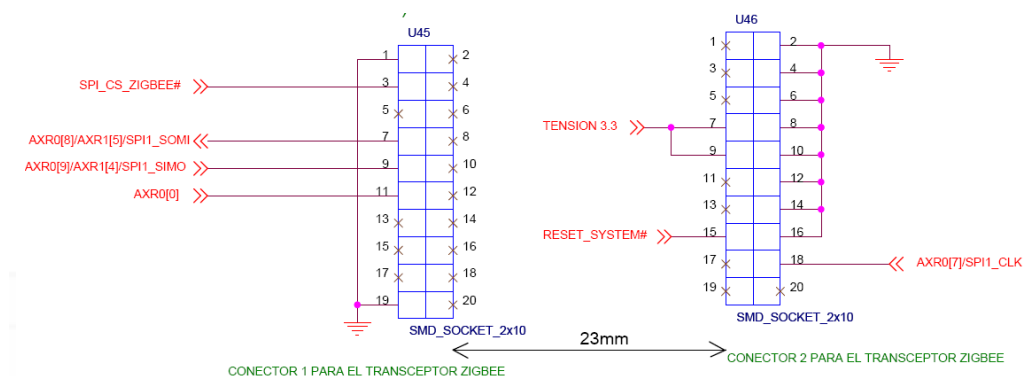 U45
1
2
SPI_CS_ZIGBEE#
3
4
5
6
AXR0[8]/AXR1[5]/SPI1_SOMI
7
8
AXR0[9]/AXR1[4]/SPI1_SIMO
9
10
AXR0[0]
11
12
13
14
15
16
17
18
19
20
SMD_SOCKET_2x10
CONECTOR 1 PARA EL TRANSCEPTOR ZIGBEE
23mm
U46
1
2
3
4
5
6
TENSION 3.3
7
8
9
10
11
12
13
14
RESET_SYSTEM#
15
16
17
18
AXR0[7]/SPI1_CLK
19
20
SMD_SOCKET_2x10
CONECTOR 2 PARA EL TRANSCEPTOR ZIGBEE